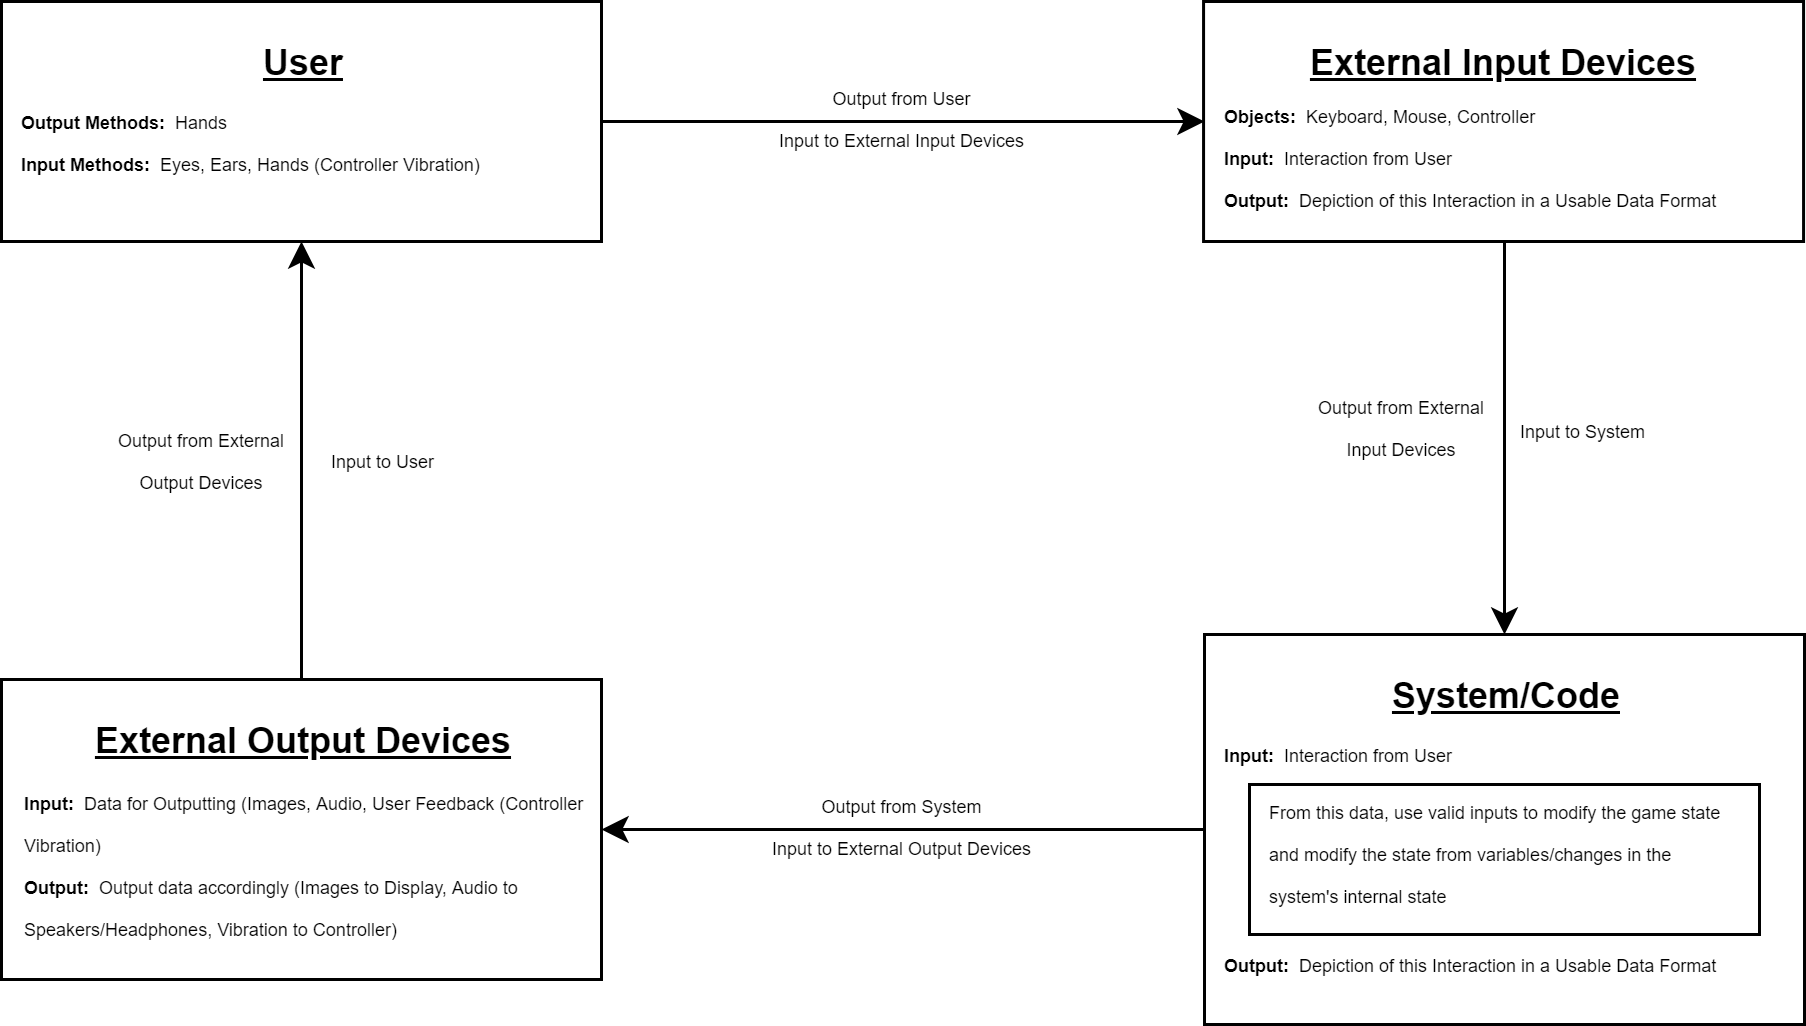 User
Output Methods: Hands
Input Methods: Eyes, Ears, Hands (Controller Vibration)
Output from User
Input to External Input Devices
External Input Devices
Objects: Keyboard, Mouse, Controller
Input: Interaction from User
Output: Depiction of this Interaction in a Usable Data Format
Output from External
Input Devices
Input to System
System/Code
Input: Interaction from User
From this data, use valid inputs to modify the game state
and modify the state from variables/changes in the
system's internal state
Output: Depiction of this Interaction in a Usable Data Format
Output from System
Input to External Output Devices
External Output Devices
Input: Data for Outputting (Images, Audio, User Feedback (Controller
Vibration)
Output: Output data accordingly (Images to Display, Audio to
Speakers/Headphones, Vibration to Controller)
Output from External
Output Devices
Input to User